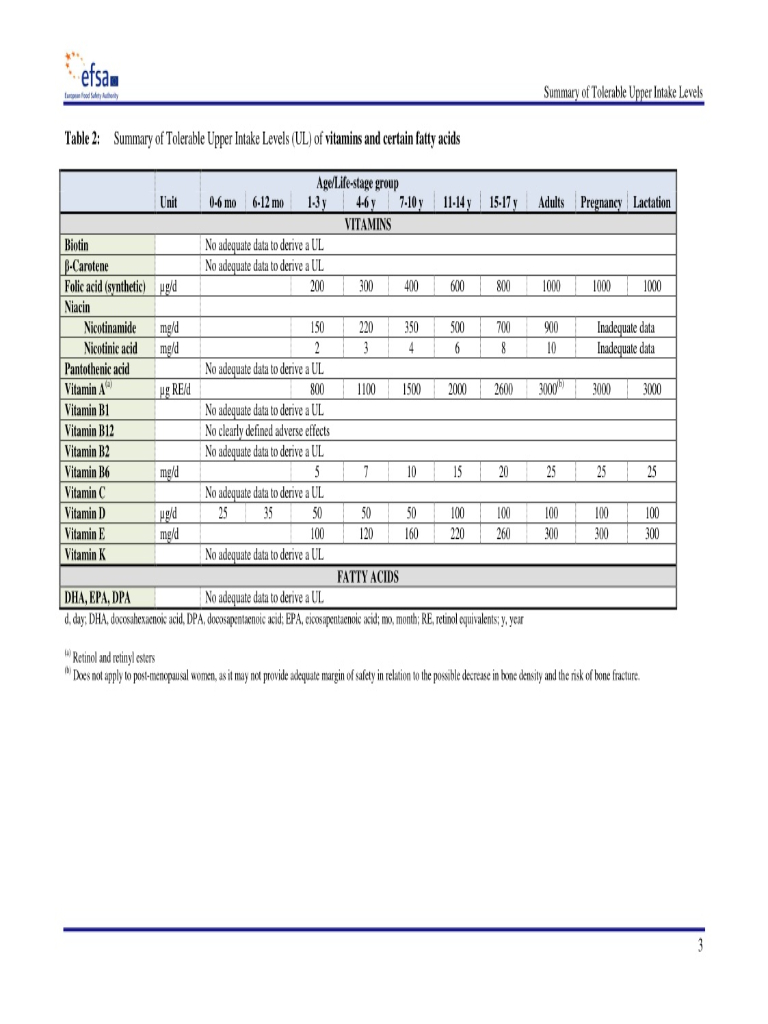 efsa
European Food Safety Authority
Summary of Tolerable Upper Intake Levels
Table 2: Summary of Tolerable Upper Intake Levels (UL) of vitamins and certain fatty acids
Age/Life-stage group
Unit 0-6 mo 6-12 mo 1-3 y 4-6 y 7-10 y 11-14 y 15-17 y Adults Pregnancy Lactation
VITAMINS
Biotin No adequate data to derive a UL
β-Carotene No adequate data to derive a UL
Folic acid (synthetic) µg/d 200 300 400 600 800 1000 1000 1000
Niacin
Nicotinamide mg/d 150 220 350 500 700 900 Inadequate data
Nicotinic acid mg/d 2 3 4 6 8 10 Inadequate data
Pantothenic acid No adequate data to derive a UL
Vitamin A(a) µg RE/d 800 1100 1500 2000 2600 3000(b) 3000 3000
Vitamin B1 No adequate data to derive a UL
Vitamin B12 No clearly defined adverse effects
Vitamin B2 No adequate data to derive a UL
Vitamin B6 mg/d 5 7 10 15 20 25 25 25
Vitamin C No adequate data to derive a UL
Vitamin D µg/d 25 35 50 50 50 100 100 100 100 100
Vitamin E mg/d 100 120 160 220 260 300 300 300
Vitamin K No adequate data to derive a UL
FATTY ACIDS
DHA, EPA, DPA No adequate data to derive a UL
d, day; DHA, docosahexaenoic acid, DPA, docosapentaenoic acid; EPA, eicosapentaenoic acid; mo, month; RE, retinol equivalents; y, year
(a) Retinol and retinyl esters
(b) Does not apply to post-menopausal women, as it may not provide adequate margin of safety in relation to the possible decrease in bone density and the risk of bone fracture.
3